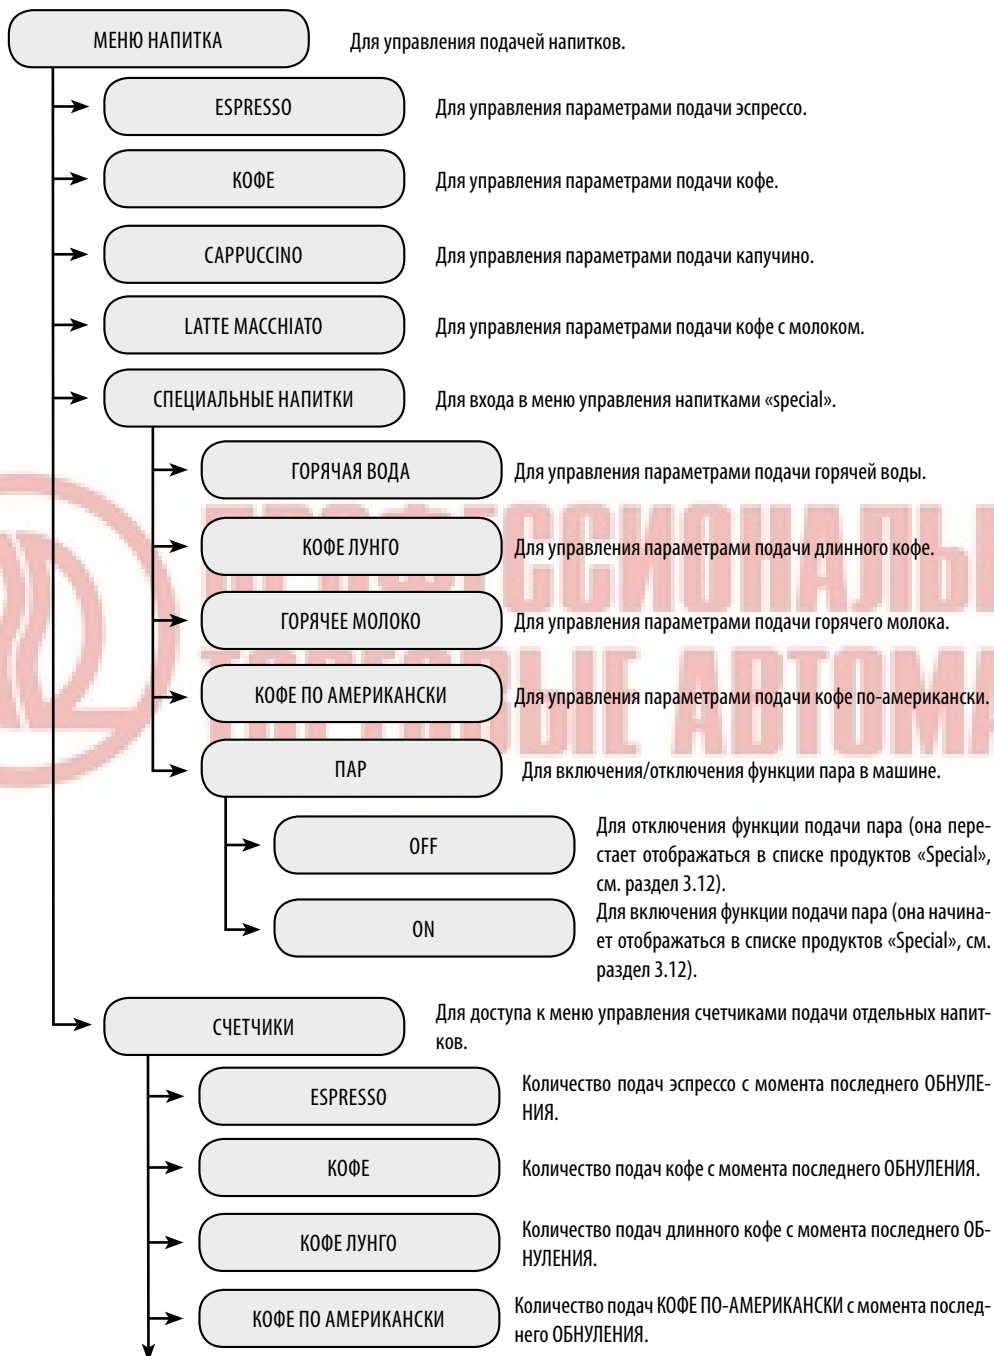 МЕНЮ НАПИТКА
Для управления подачей напитков.
ESPRESSO
Для управления параметрами подачи эспрессо.
КОФЕ
Для управления параметрами подачи кофе.
CAPPUCCINO
Для управления параметрами подачи капучино.
LATTE MACCHIATO
Для управления параметрами подачи кофе с молоком.
СПЕЦИАЛЬНЫЕ НАПИТКИ
Для входа в меню управления напитками «special».
ГОРЯЧАЯ ВОДА
Для управления параметрами подачи горячей воды.
ПРОФЕССИОНАЛЬ
КОФЕ ЛУНГО
Для управления параметрами подачи длинного кофе.
ГОРЯЧЕЕ МОЛОКО
Для управления параметрами подачи горячего молока.
ТОРГОВЫЕ АВТОМА
КОФЕ ПО АМЕРИКАНСКИ
Для управления параметрами подачи кофе по-американски.
ПАР
Для включения/отключения функции пара в машине.
OFF
Для отключения функции подачи пара (она пере-
стает отображаться в списке продуктов «Special»,
см. раздел 3.12).
ON
Для включения функции подачи пара (она начина-
ет отображаться в списке продуктов «Special», см.
раздел 3.12).
СЧЕТЧИКИ
Для доступа к меню управления счетчиками подачи отдельных напит-
ков.
ESPRESSO
Количество подач эспрессо с момента последнего ОБНУЛЕ-
НИЯ.
КОФЕ
Количество подач кофе с момента последнего ОБНУЛЕНИЯ.
КОФЕ ЛУНГО
Количество подач длинного кофе с момента последнего ОБ-
НУЛЕНИЯ.
КОФЕ ПО АМЕРИКАНСКИ
Количество подач КОФЕ ПО-АМЕРИКАНСКИ с момента послед-
него ОБНУЛЕНИЯ.